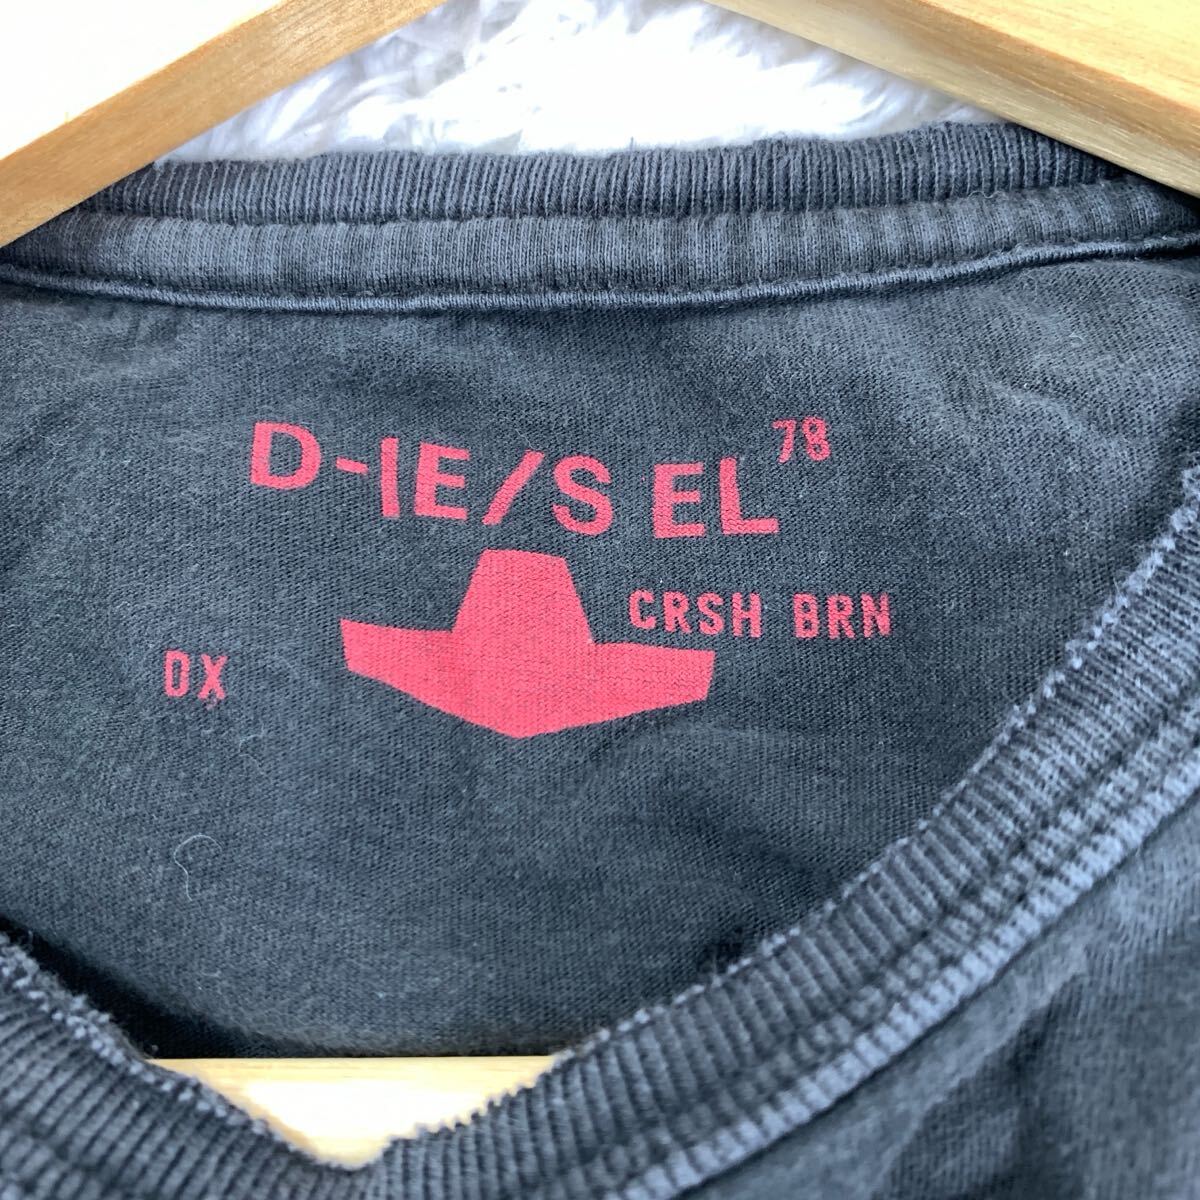 D-IE/S EL 78
CRSH BRN
DX